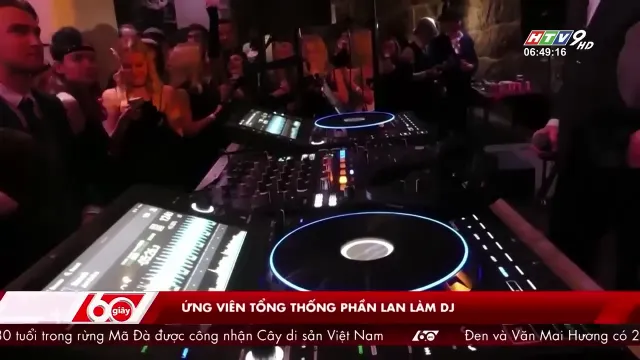 HTV9 HD
06:49:16
60 giây
ỨNG VIÊN TỔNG THỐNG PHẦN LAN LÀM DJ
30 tuổi trong rừng Mã Đà được công nhận Cây di sản Việt Nam
Đen và Văn Mai Hương có 2